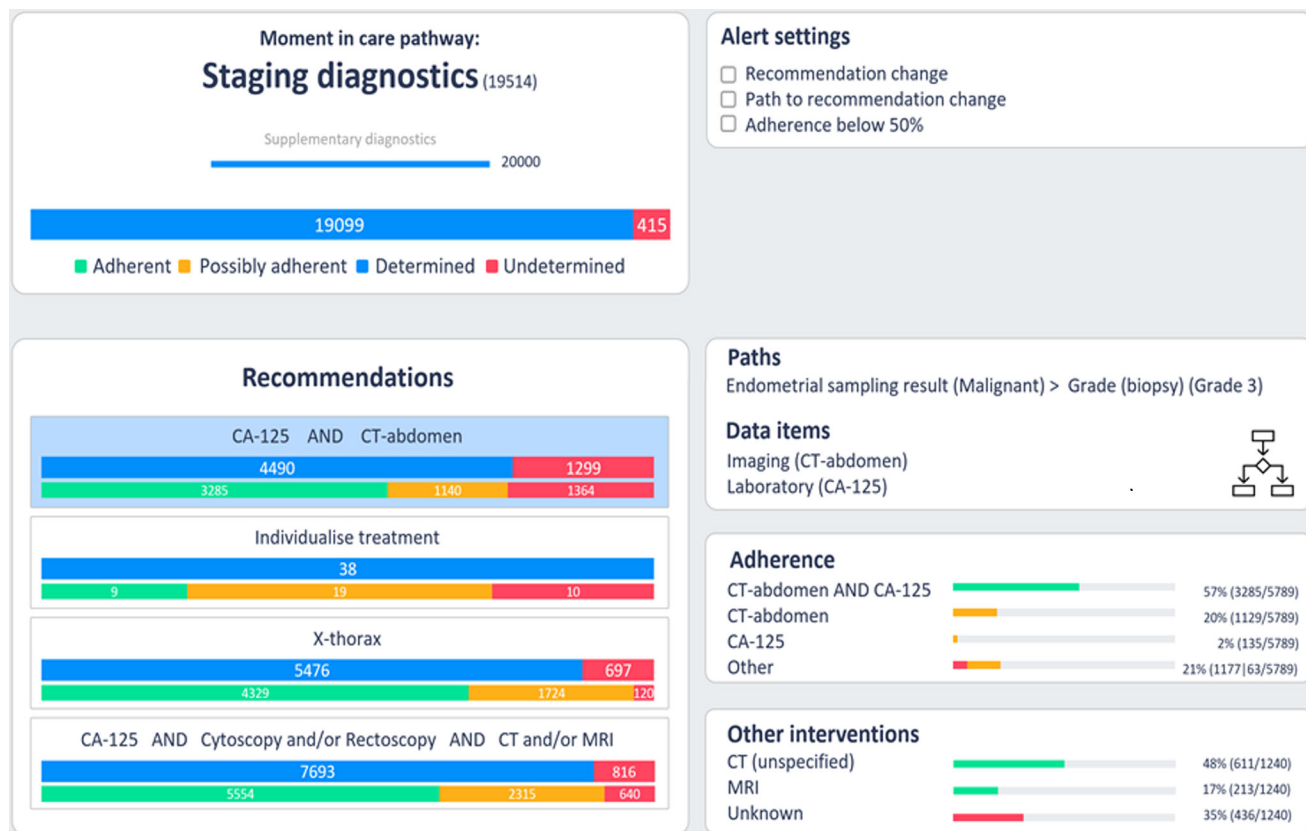 Moment in care pathway:
Staging diagnostics (19514)
Supplementary diagnostics
20000
19099 415
Adherent Possibly adherent Determined Undetermined
Alert settings
Recommendation change
Path to recommendation change
Adherence below 50%
Recommendations
CA-125 AND CT-abdomen
4490 1299
3285 1140 1364
Individualise treatment
38
9 19 10
X-thorax
5476 697
4329 1724 120
CA-125 AND Cytoscopy and/or Rectoscopy AND CT and/or MRI
7693 816
5554 2315 640
Paths
Endometrial sampling result (Malignant) > Grade (biopsy) (Grade 3)
Data items
Imaging (CT-abdomen)
Laboratory (CA-125)
Adherence
CT-abdomen AND CA-125 57% (3285/5789)
CT-abdomen 20% (1129/5789)
CA-125 2% (135/5789)
Other 21% (1177|63/5789)
Other interventions
CT (unspecified) 48% (611/1240)
MRI 17% (213/1240)
Unknown 35% (436/1240)